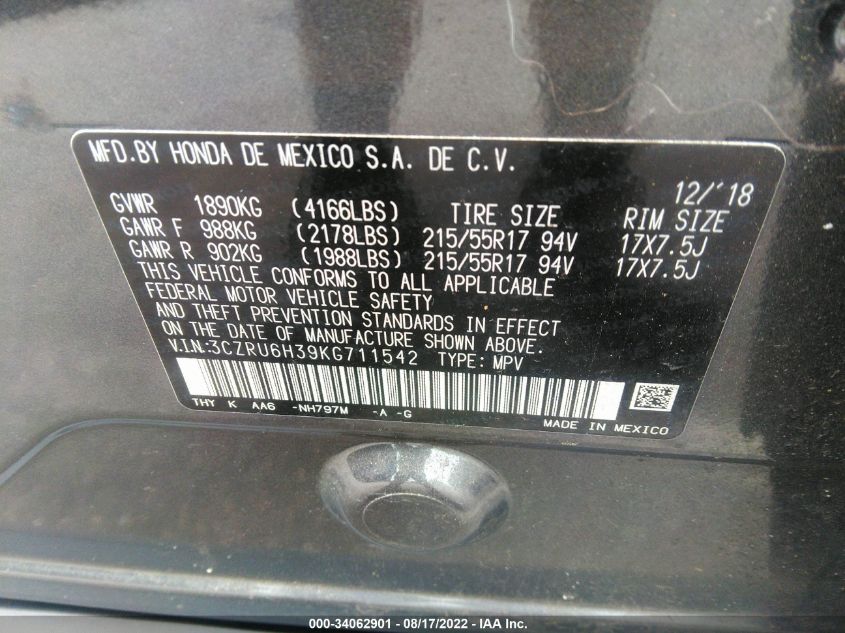 MFD.BY HONDA DE MEXICO S.A. DE C.V.
12/'18
GVWR 1890KG (4166LBS) TIRE SIZE RIM SIZE
GAWR F 988KG (2178LBS) 215/55R17 94V 17X7.5J
GAWR R 902KG (1988LBS) 215/55R17 94V 17X7.5J
THIS VEHICLE CONFORMS TO ALL APPLICABLE
FEDERAL MOTOR VEHICLE SAFETY
AND THEFT PREVENTION STANDARDS IN EFFECT
ON THE DATE OF MANUFACTURE SHOWN ABOVE.
V.I.N.:3CZRU6H39KG711542 TYPE: MPV
THY K AA6 -NH797M -A -G
MADE IN MEXICO
000-34062901 - 08/17/2022 - IAA Inc.